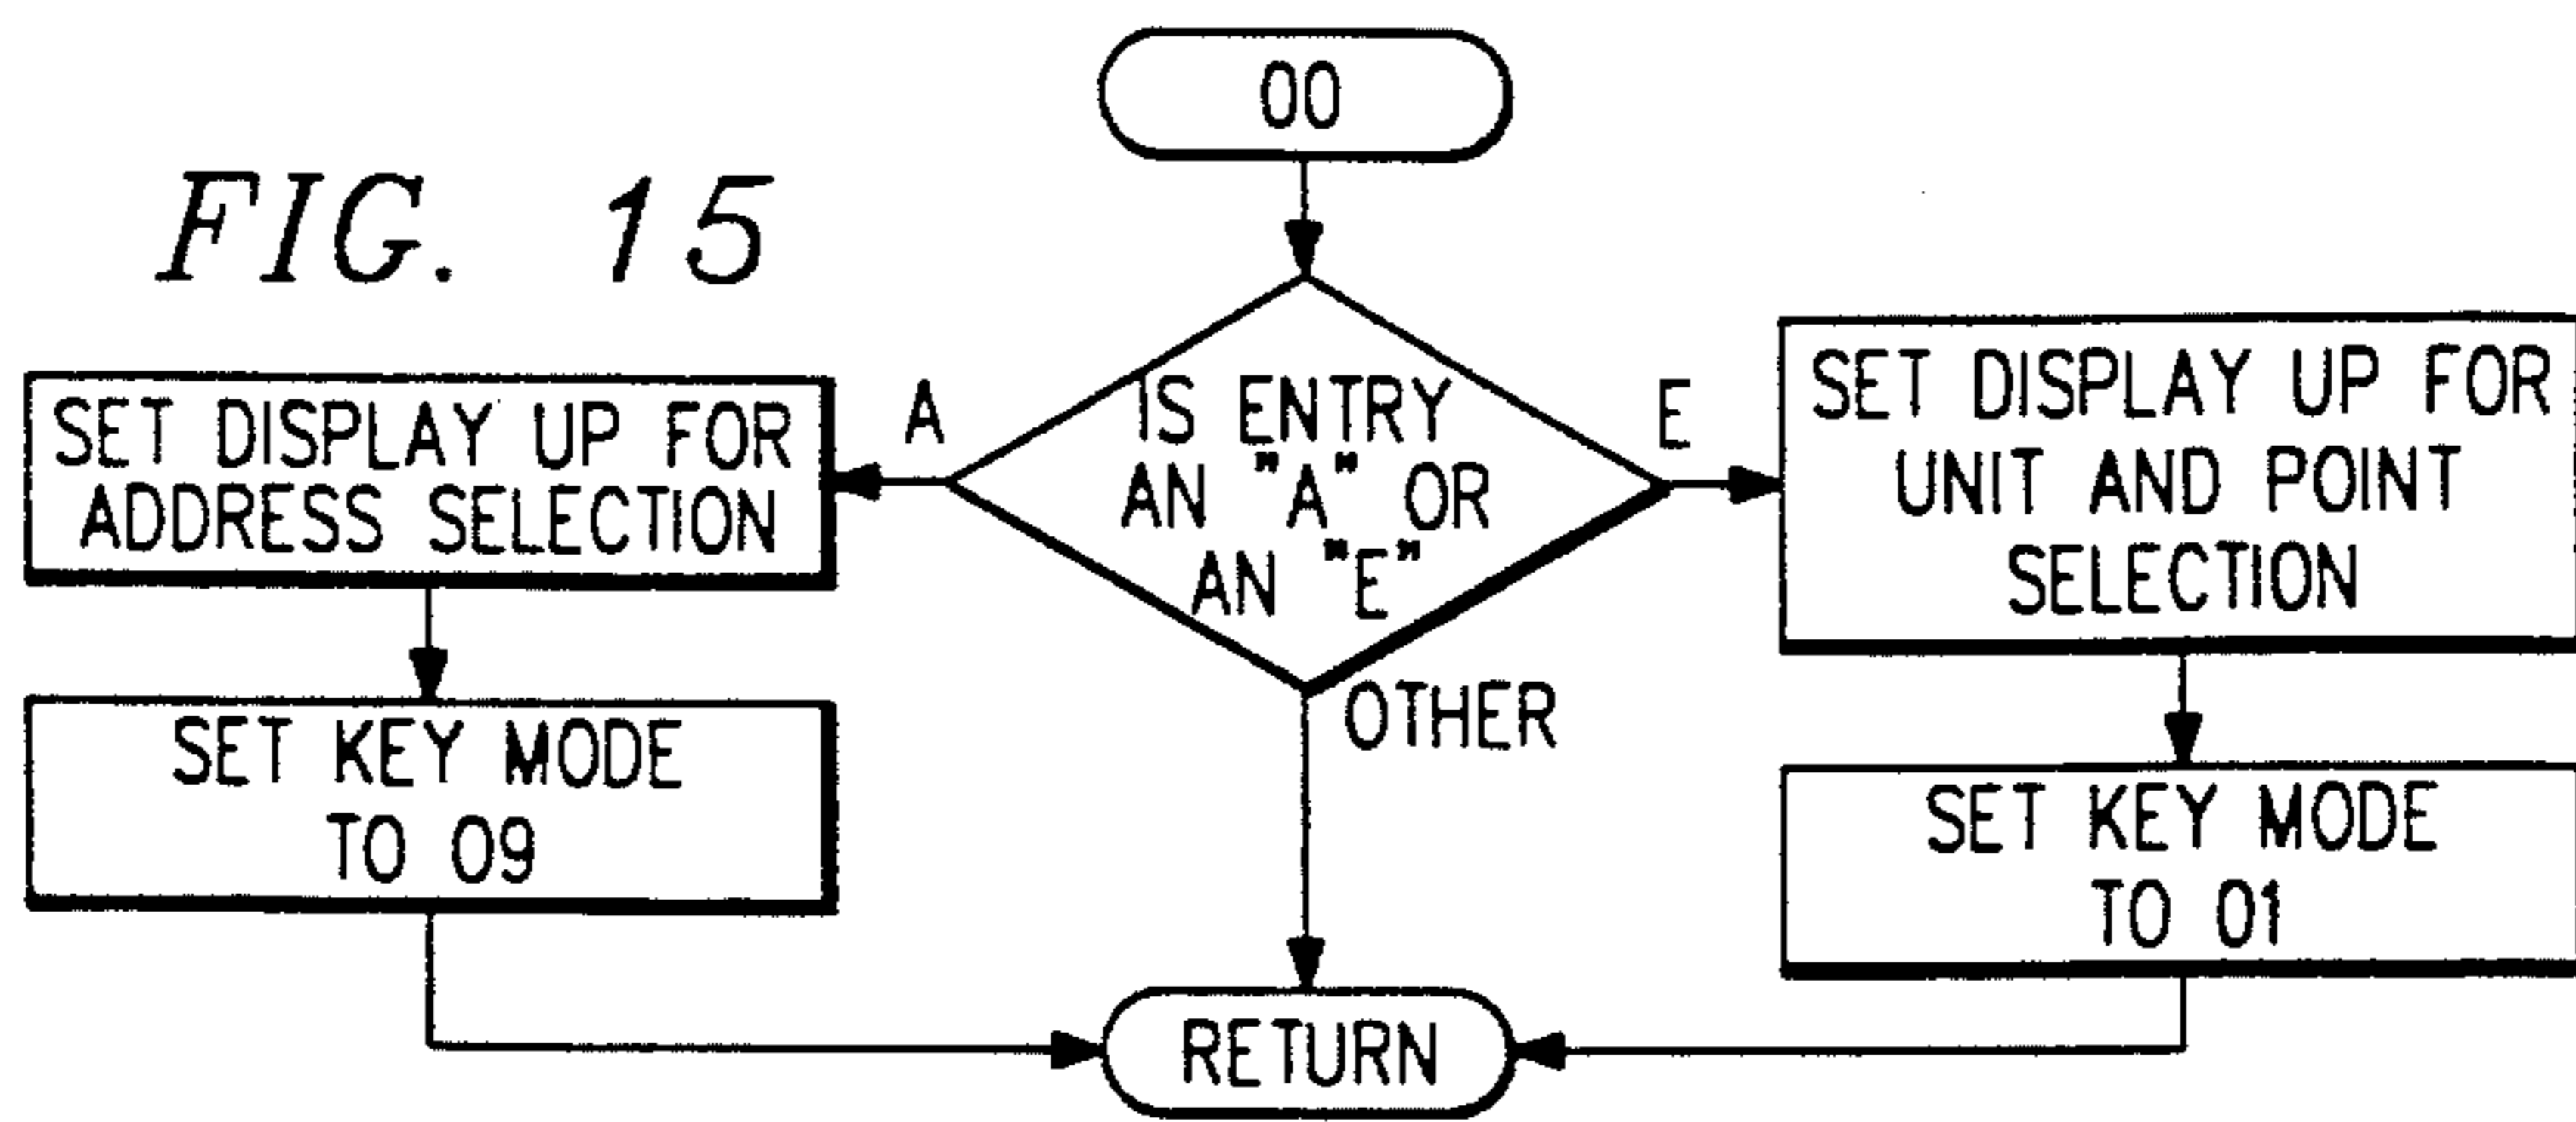 00
FIG. 15
IS ENTRY
AN "A" OR
AN "E"
A
E
OTHER
SET DISPLAY UP FOR
ADDRESS SELECTION
SET KEY MODE
TO 09
SET DISPLAY UP FOR
UNIT AND POINT
SELECTION
SET KEY MODE
TO 01
RETURN